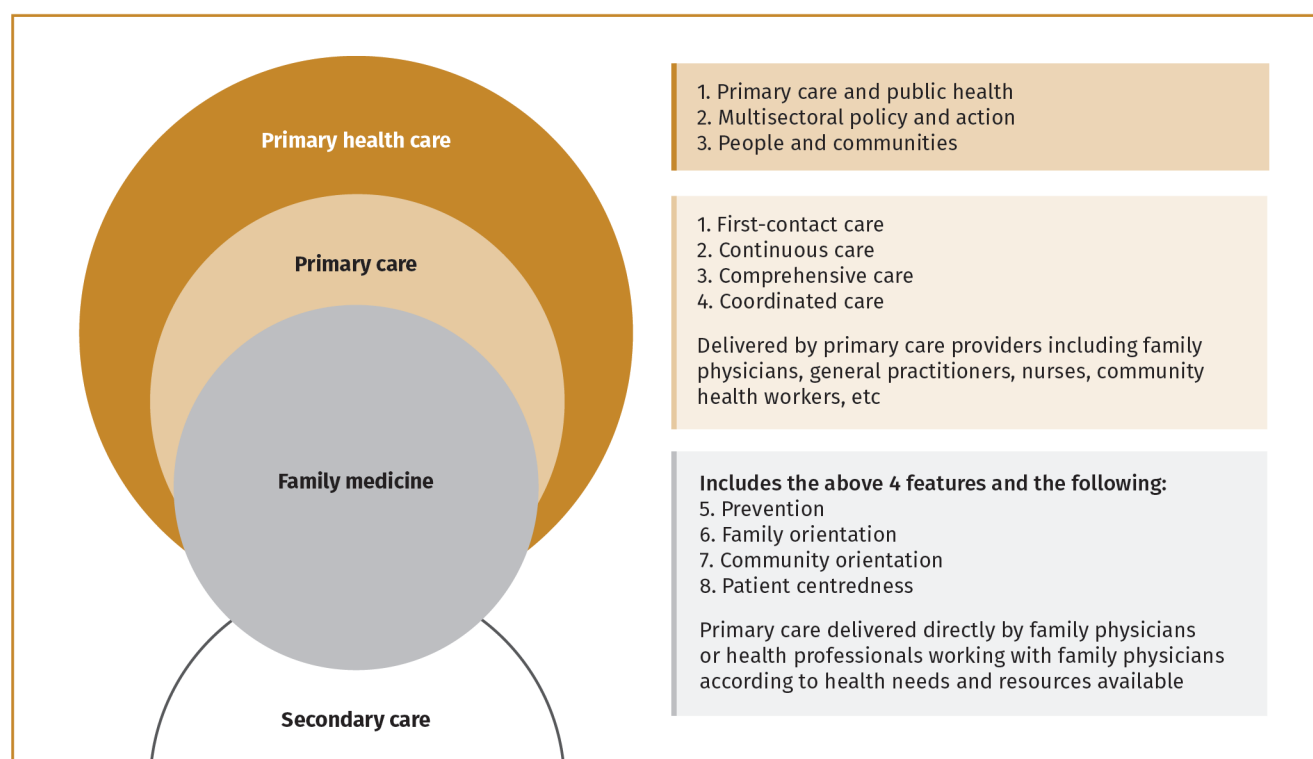 Primary health care
Primary care
Family medicine
Secondary care
1. Primary care and public health
2. Multisectoral policy and action
3. People and communities
1. First-contact care
2. Continuous care
3. Comprehensive care
4. Coordinated care
Delivered by primary care providers including family
physicians, general practitioners, nurses, community
health workers, etc
Includes the above 4 features and the following:
5. Prevention
6. Family orientation
7. Community orientation
8. Patient centredness
Primary care delivered directly by family physicians
or health professionals working with family physicians
according to health needs and resources available